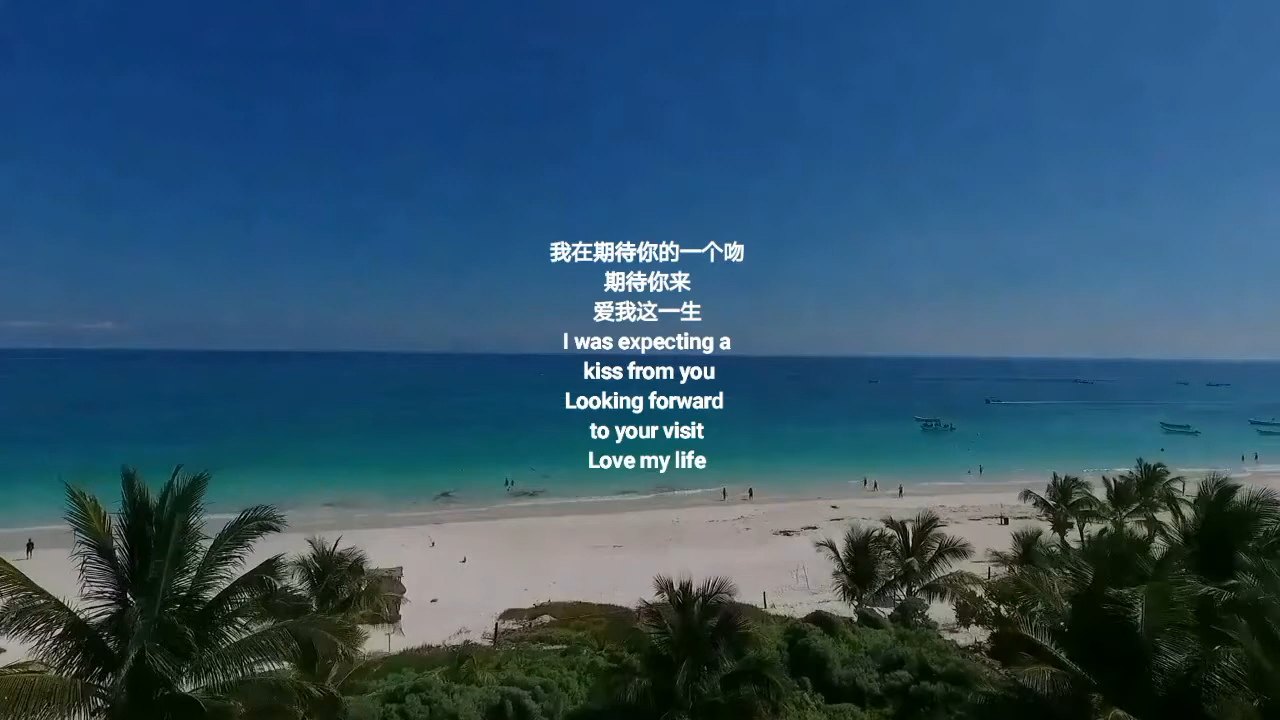 我在期待你的一个吻
期待你来
爱我这一生
I was expecting a
kiss from you
Looking forward
to your visit
Love my life